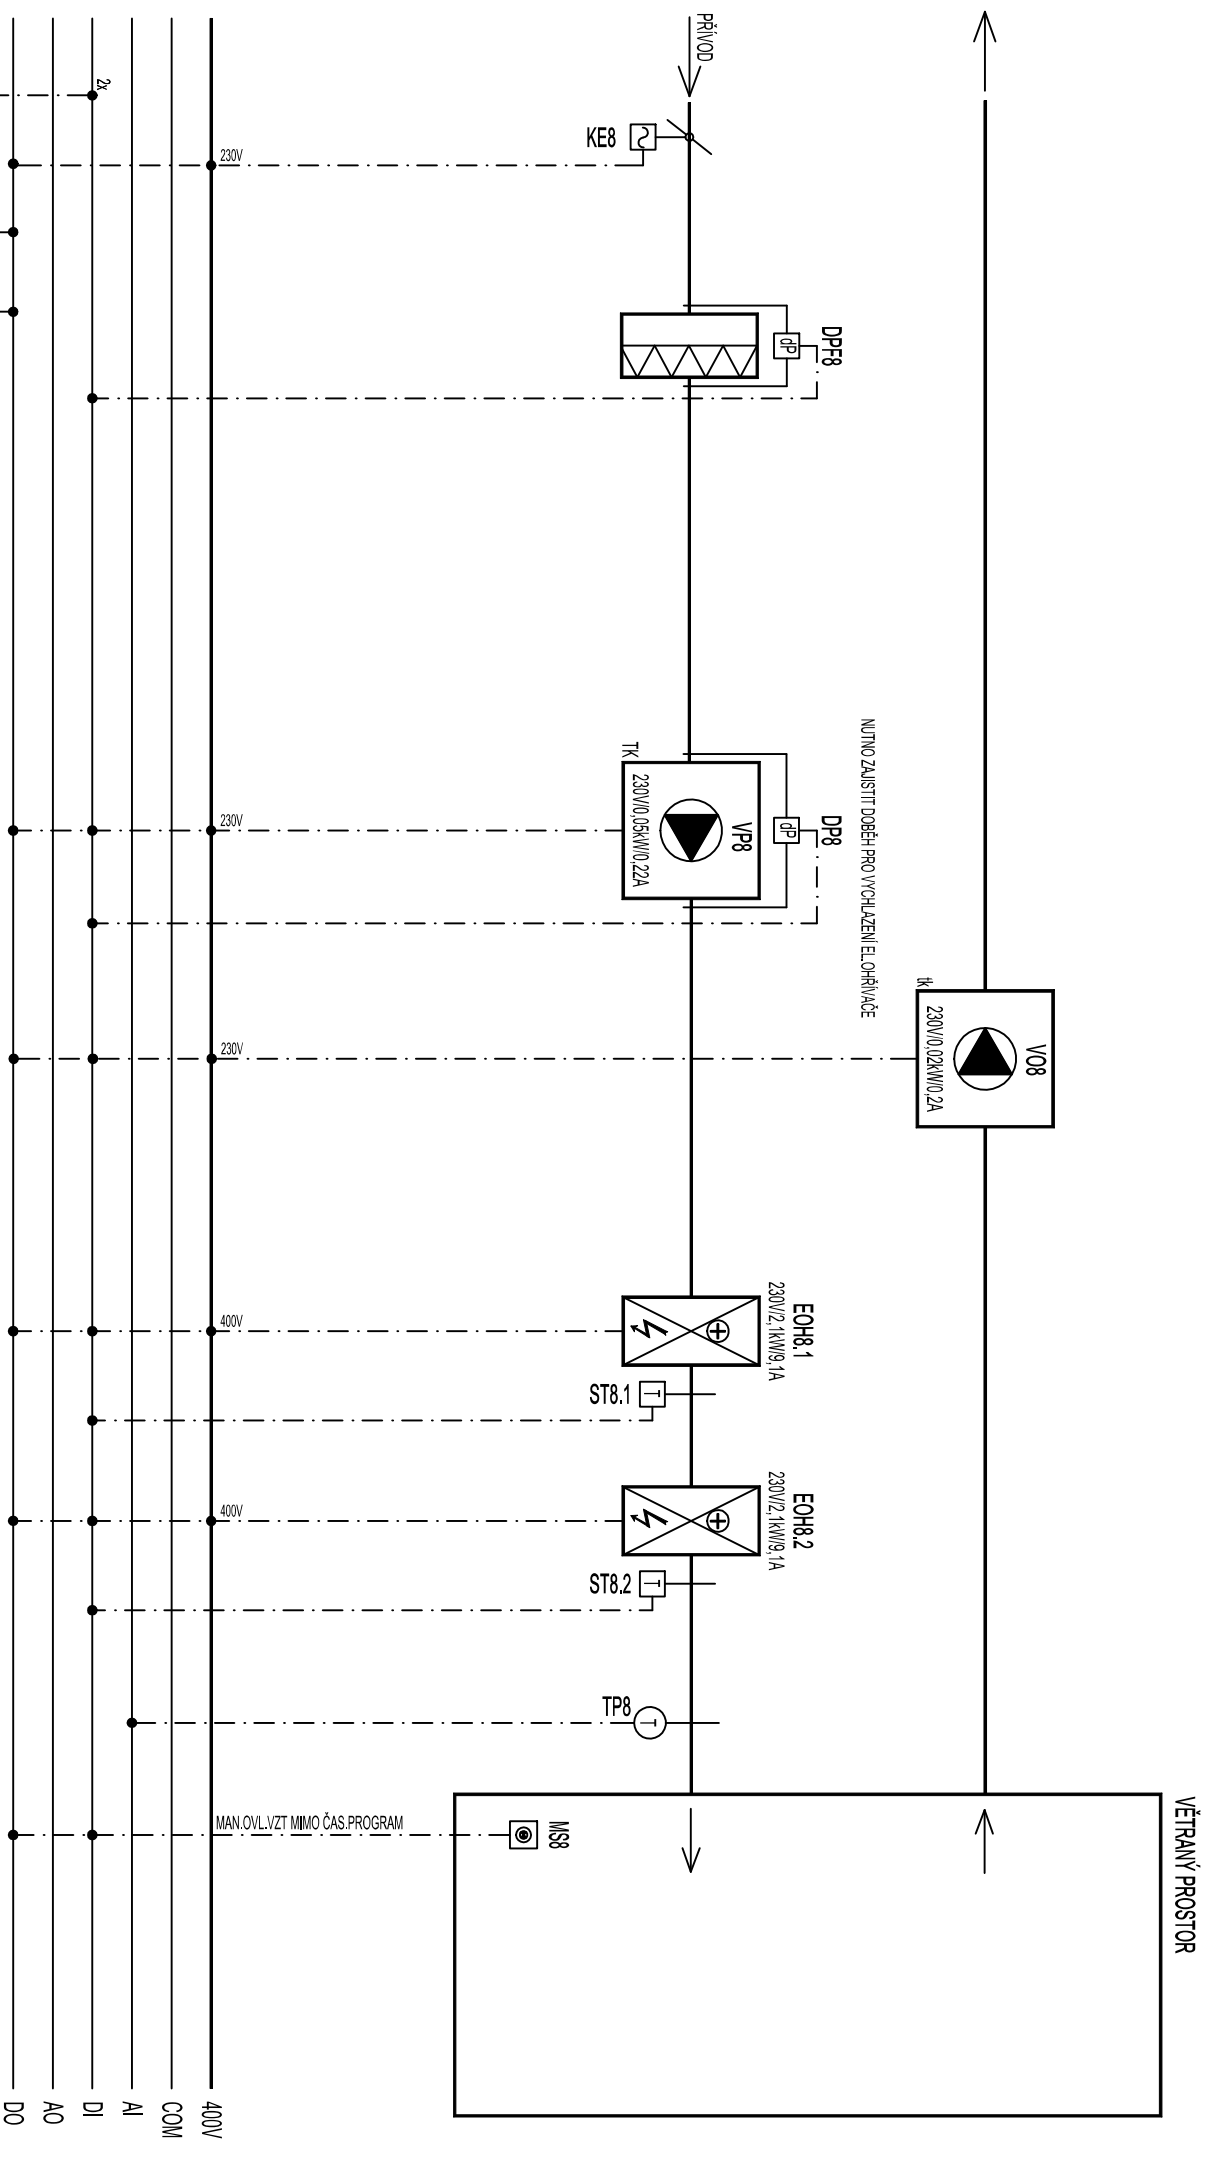 VĚTRANÝ PROSTOR
VO8
230V/0,02kW/0,2A
tk
NUTNO ZAJISTIT DOBĚH PRO VYCHLAZENÍ EL.OHŘÍVAČE
PŘÍVOD
KE8
DPF8
dP
DP8
dP
VP8
230V/0,05kW/0,22A
TK
EOH8.1
230V/2,1kW/9,1A
ST8.1
T
EOH8.2
230V/2,1kW/9,1A
ST8.2
T
TP8
T
MS8
MAN.OVL.VZT MIMO ČAS.PROGRAM
2x
230V
230V
230V
400V
400V
400V
COM
AI
DI
AO
DO